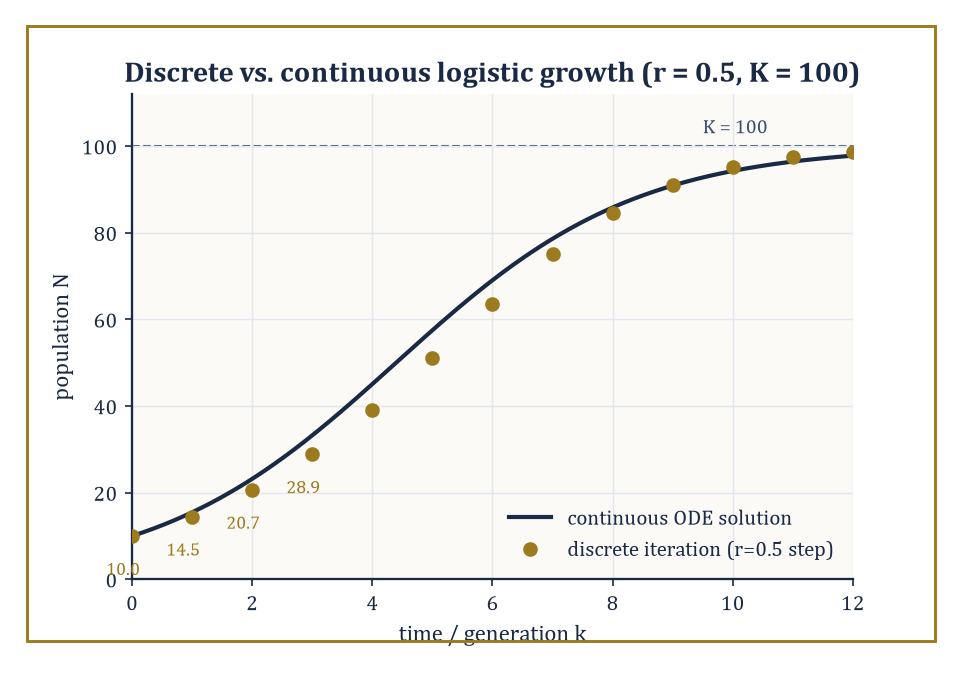 Discrete vs. continuous logistic growth (r = 0.5, K = 100)
K = 100
100
80
60
40
20
0
population N
28.9
20.7
14.5
10.0
continuous ODE solution
discrete iteration (r=0.5 step)
0 2 4 6 8 10 12
time / generation k